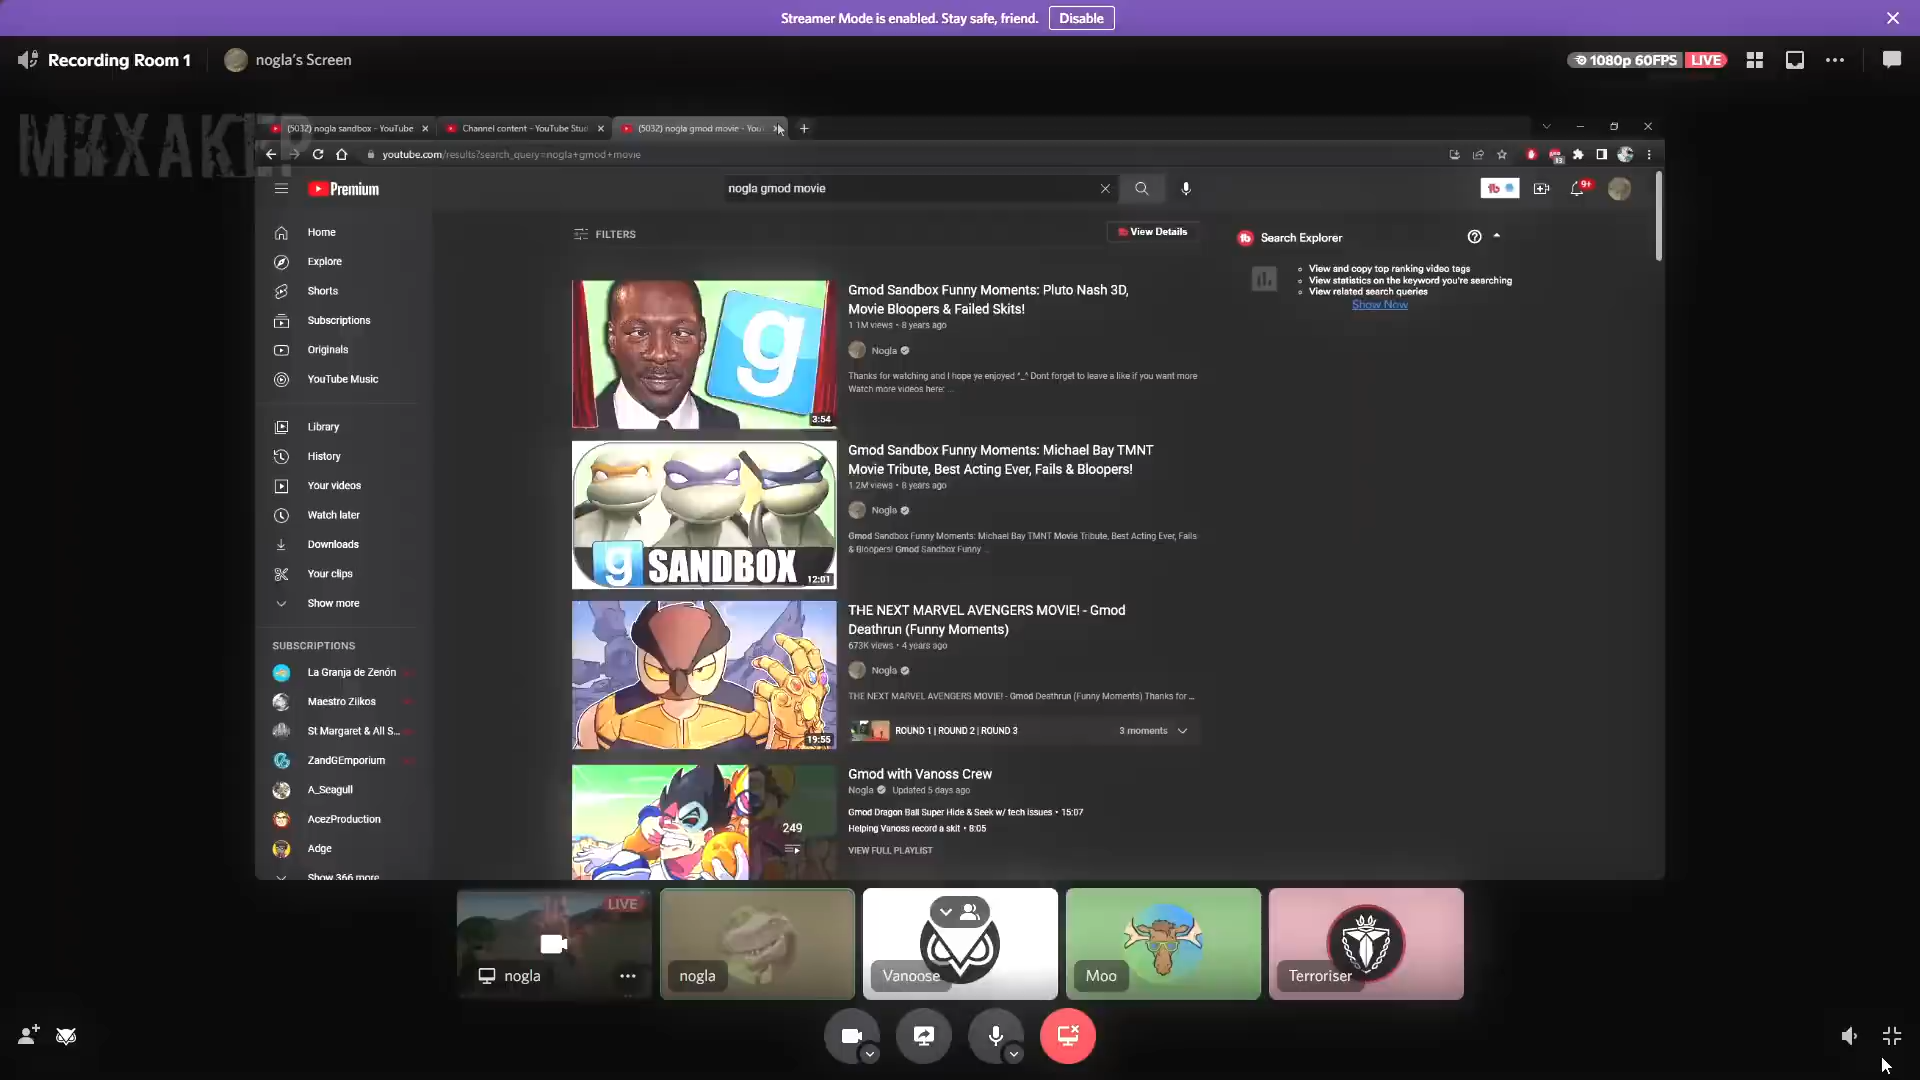 Streamer Mode is enabled. Stay safe, friend. Disable
Recording Room 1 nogla's Screen 1080p 60FPS LIVE
(5032) nogla sandbox - YouTube Channel content - YouTube Stud (5032) nogla gmod movie - You
youtube.com/results?search_query=nogla+gmod+movie
Premium nogla gmod movie 9+
Home
Explore
Shorts
Subscriptions
Originals
YouTube Music
Library
History
Your videos
Watch later
Downloads
Your clips
Show more
SUBSCRIPTIONS
La Granja de Zenón
Maestro Ziikos
St Margaret & All S...
ZandGEmporium
A_Seagull
AcezProduction
Adge
Show 366 more
FILTERS View Details
g
3:54
Gmod Sandbox Funny Moments: Pluto Nash 3D,
Movie Bloopers & Failed Skits!
1.1M views • 8 years ago
Nogla
Thanks for watching and I hope ye enjoyed ^_^ Dont forget to leave a like if you want more
Watch more videos here: ...
g SANDBOX
12:01
Gmod Sandbox Funny Moments: Michael Bay TMNT
Movie Tribute, Best Acting Ever, Fails & Bloopers!
1.2M views • 8 years ago
Nogla
Gmod Sandbox Funny Moments: Michael Bay TMNT Movie Tribute, Best Acting Ever, Fails
& Bloopers! Gmod Sandbox Funny ...
19:55
THE NEXT MARVEL AVENGERS MOVIE! - Gmod
Deathrun (Funny Moments)
673K views • 4 years ago
Nogla
THE NEXT MARVEL AVENGERS MOVIE! - Gmod Deathrun (Funny Moments) Thanks for ...
ROUND 1 | ROUND 2 | ROUND 3 3 moments
249
Gmod with Vanoss Crew
Nogla Updated 5 days ago
Gmod Dragon Ball Super Hide & Seek w/ tech issues • 15:07
Helping Vanoss record a skit • 8:05
VIEW FULL PLAYLIST
Search Explorer
View and copy top ranking video tags
View statistics on the keyword you're searching
View related search queries
Show Now
LIVE
nogla
nogla
Vanoose
Moo
Terroriser